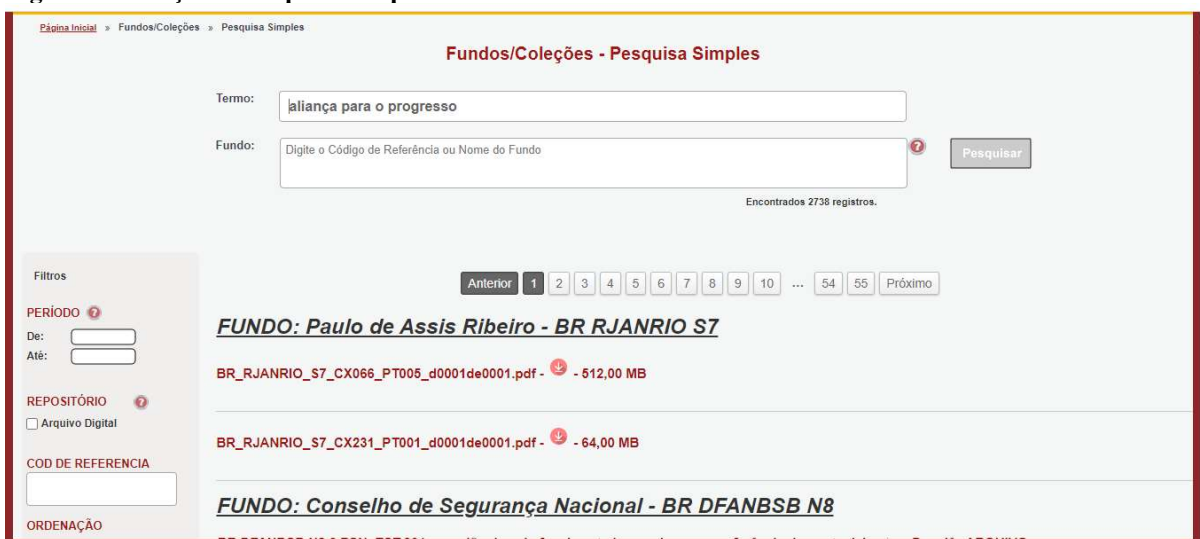 Página Inicial » Fundos/Coleções » Pesquisa Simples
Fundos/Coleções - Pesquisa Simples
Termo: aliança para o progresso
Fundo: Digite o Código de Referência ou Nome do Fundo
Pesquisar
Encontrados 2738 registros.
Filtros
PERÍODO
De:
Até:
REPOSITÓRIO
Arquivo Digital
COD DE REFERENCIA
ORDENAÇÃO
Anterior 1 2 3 4 5 6 7 8 9 10 ... 54 55 Próximo
FUNDO: Paulo de Assis Ribeiro - BR RJANRIO S7
BR_RJANRIO_S7_CX066_PT005_d0001de0001.pdf - - 512,00 MB
BR_RJANRIO_S7_CX231_PT001_d0001de0001.pdf - - 64,00 MB
FUNDO: Conselho de Segurança Nacional - BR DFANBSB N8